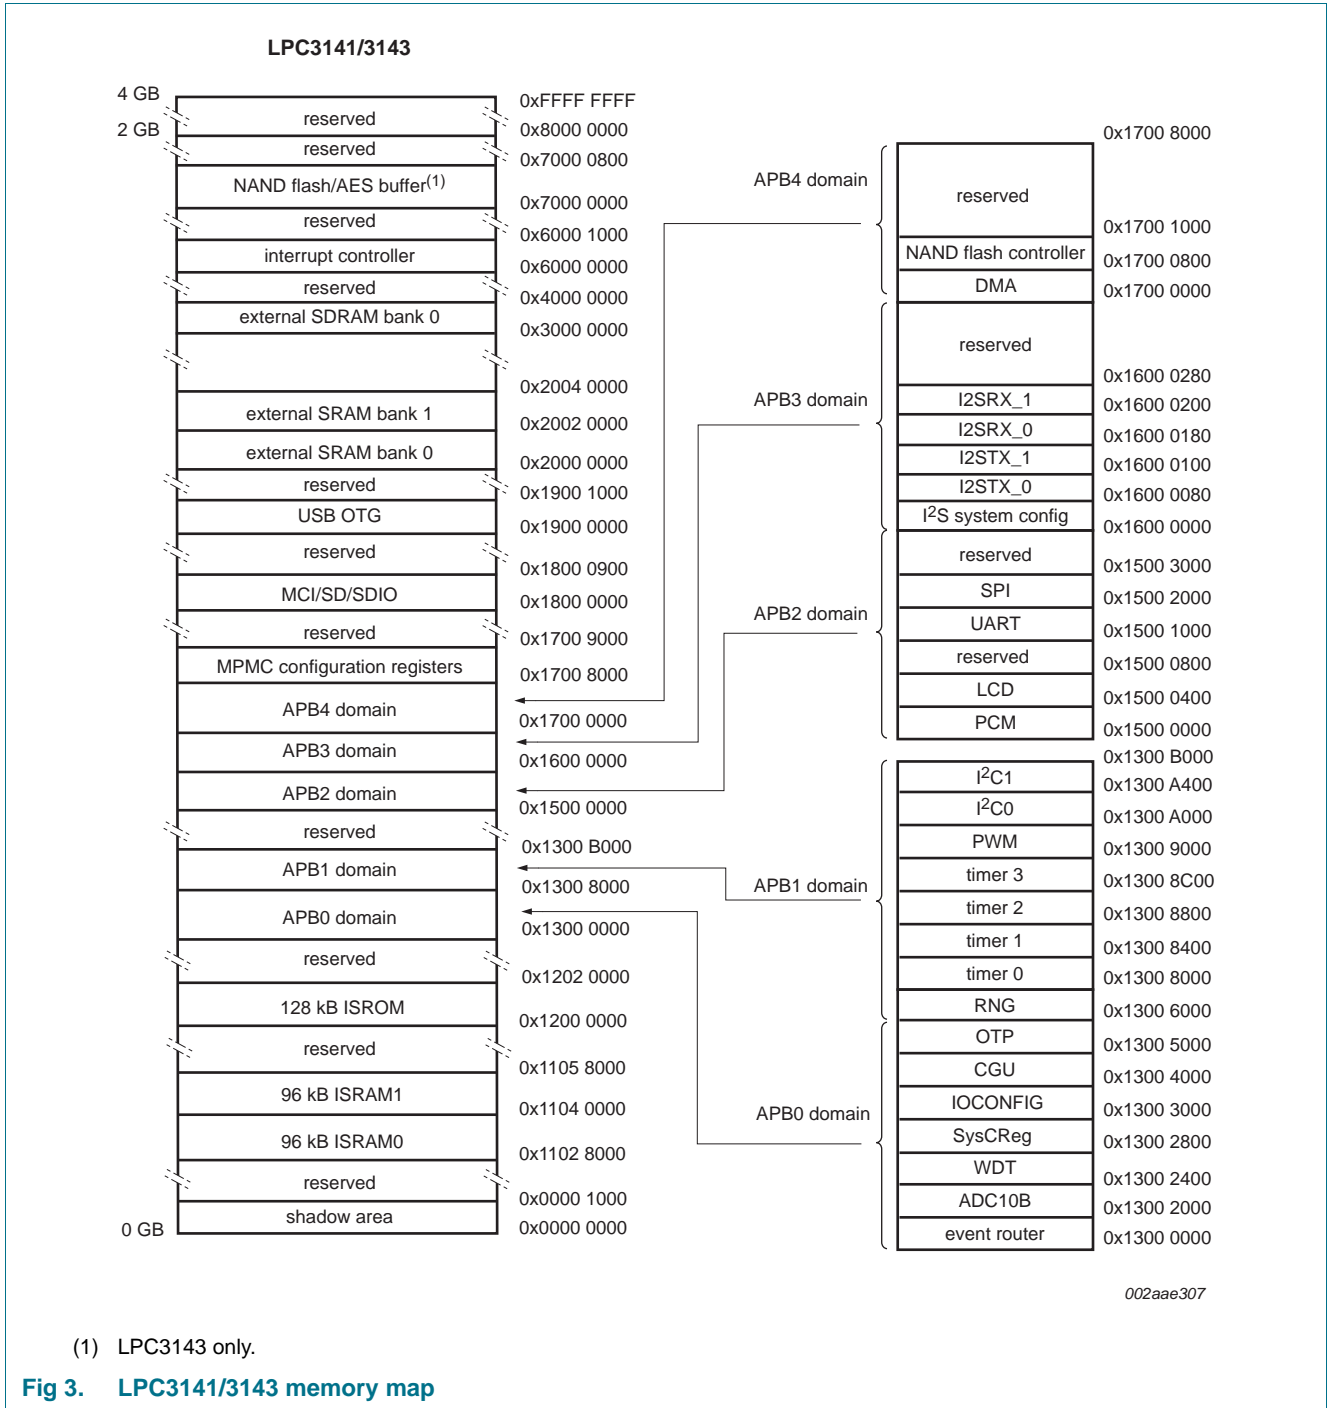 LPC3141/3143
4 GB
0xFFFF FFFF
reserved
2 GB
0x8000 0000
reserved
0x7000 0800
NAND flash/AES buffer(1)
0x7000 0000
reserved
0x6000 1000
interrupt controller
0x6000 0000
reserved
0x4000 0000
external SDRAM bank 0
0x3000 0000
0x2004 0000
external SRAM bank 1
0x2002 0000
external SRAM bank 0
0x2000 0000
reserved
0x1900 1000
USB OTG
0x1900 0000
reserved
0x1800 0900
MCI/SD/SDIO
0x1800 0000
reserved
0x1700 9000
MPMC configuration registers
0x1700 8000
APB4 domain
0x1700 0000
APB3 domain
0x1600 0000
APB2 domain
0x1500 0000
reserved
0x1300 B000
APB1 domain
0x1300 8000
APB0 domain
0x1300 0000
reserved
0x1202 0000
128 kB ISROM
0x1200 0000
reserved
0x1105 8000
96 kB ISRAM1
0x1104 0000
96 kB ISRAM0
0x1102 8000
reserved
0x0000 1000
shadow area
0 GB
0x0000 0000
0x1700 8000
APB4 domain
reserved
0x1700 1000
NAND flash controller
0x1700 0800
DMA
0x1700 0000
reserved
0x1600 0280
APB3 domain
I2SRX_1
0x1600 0200
I2SRX_0
0x1600 0180
I2STX_1
0x1600 0100
I2STX_0
0x1600 0080
I2S system config
0x1600 0000
reserved
0x1500 3000
SPI
0x1500 2000
APB2 domain
UART
0x1500 1000
reserved
0x1500 0800
LCD
0x1500 0400
PCM
0x1500 0000
0x1300 B000
I2C1
0x1300 A400
I2C0
0x1300 A000
PWM
0x1300 9000
timer 3
0x1300 8C00
APB1 domain
timer 2
0x1300 8800
timer 1
0x1300 8400
timer 0
0x1300 8000
RNG
0x1300 6000
OTP
0x1300 5000
CGU
0x1300 4000
IOCONFIG
0x1300 3000
APB0 domain
SysCReg
0x1300 2800
WDT
0x1300 2400
ADC10B
0x1300 2000
event router
0x1300 0000
002aae307
(1) LPC3143 only.
Fig 3. LPC3141/3143 memory map